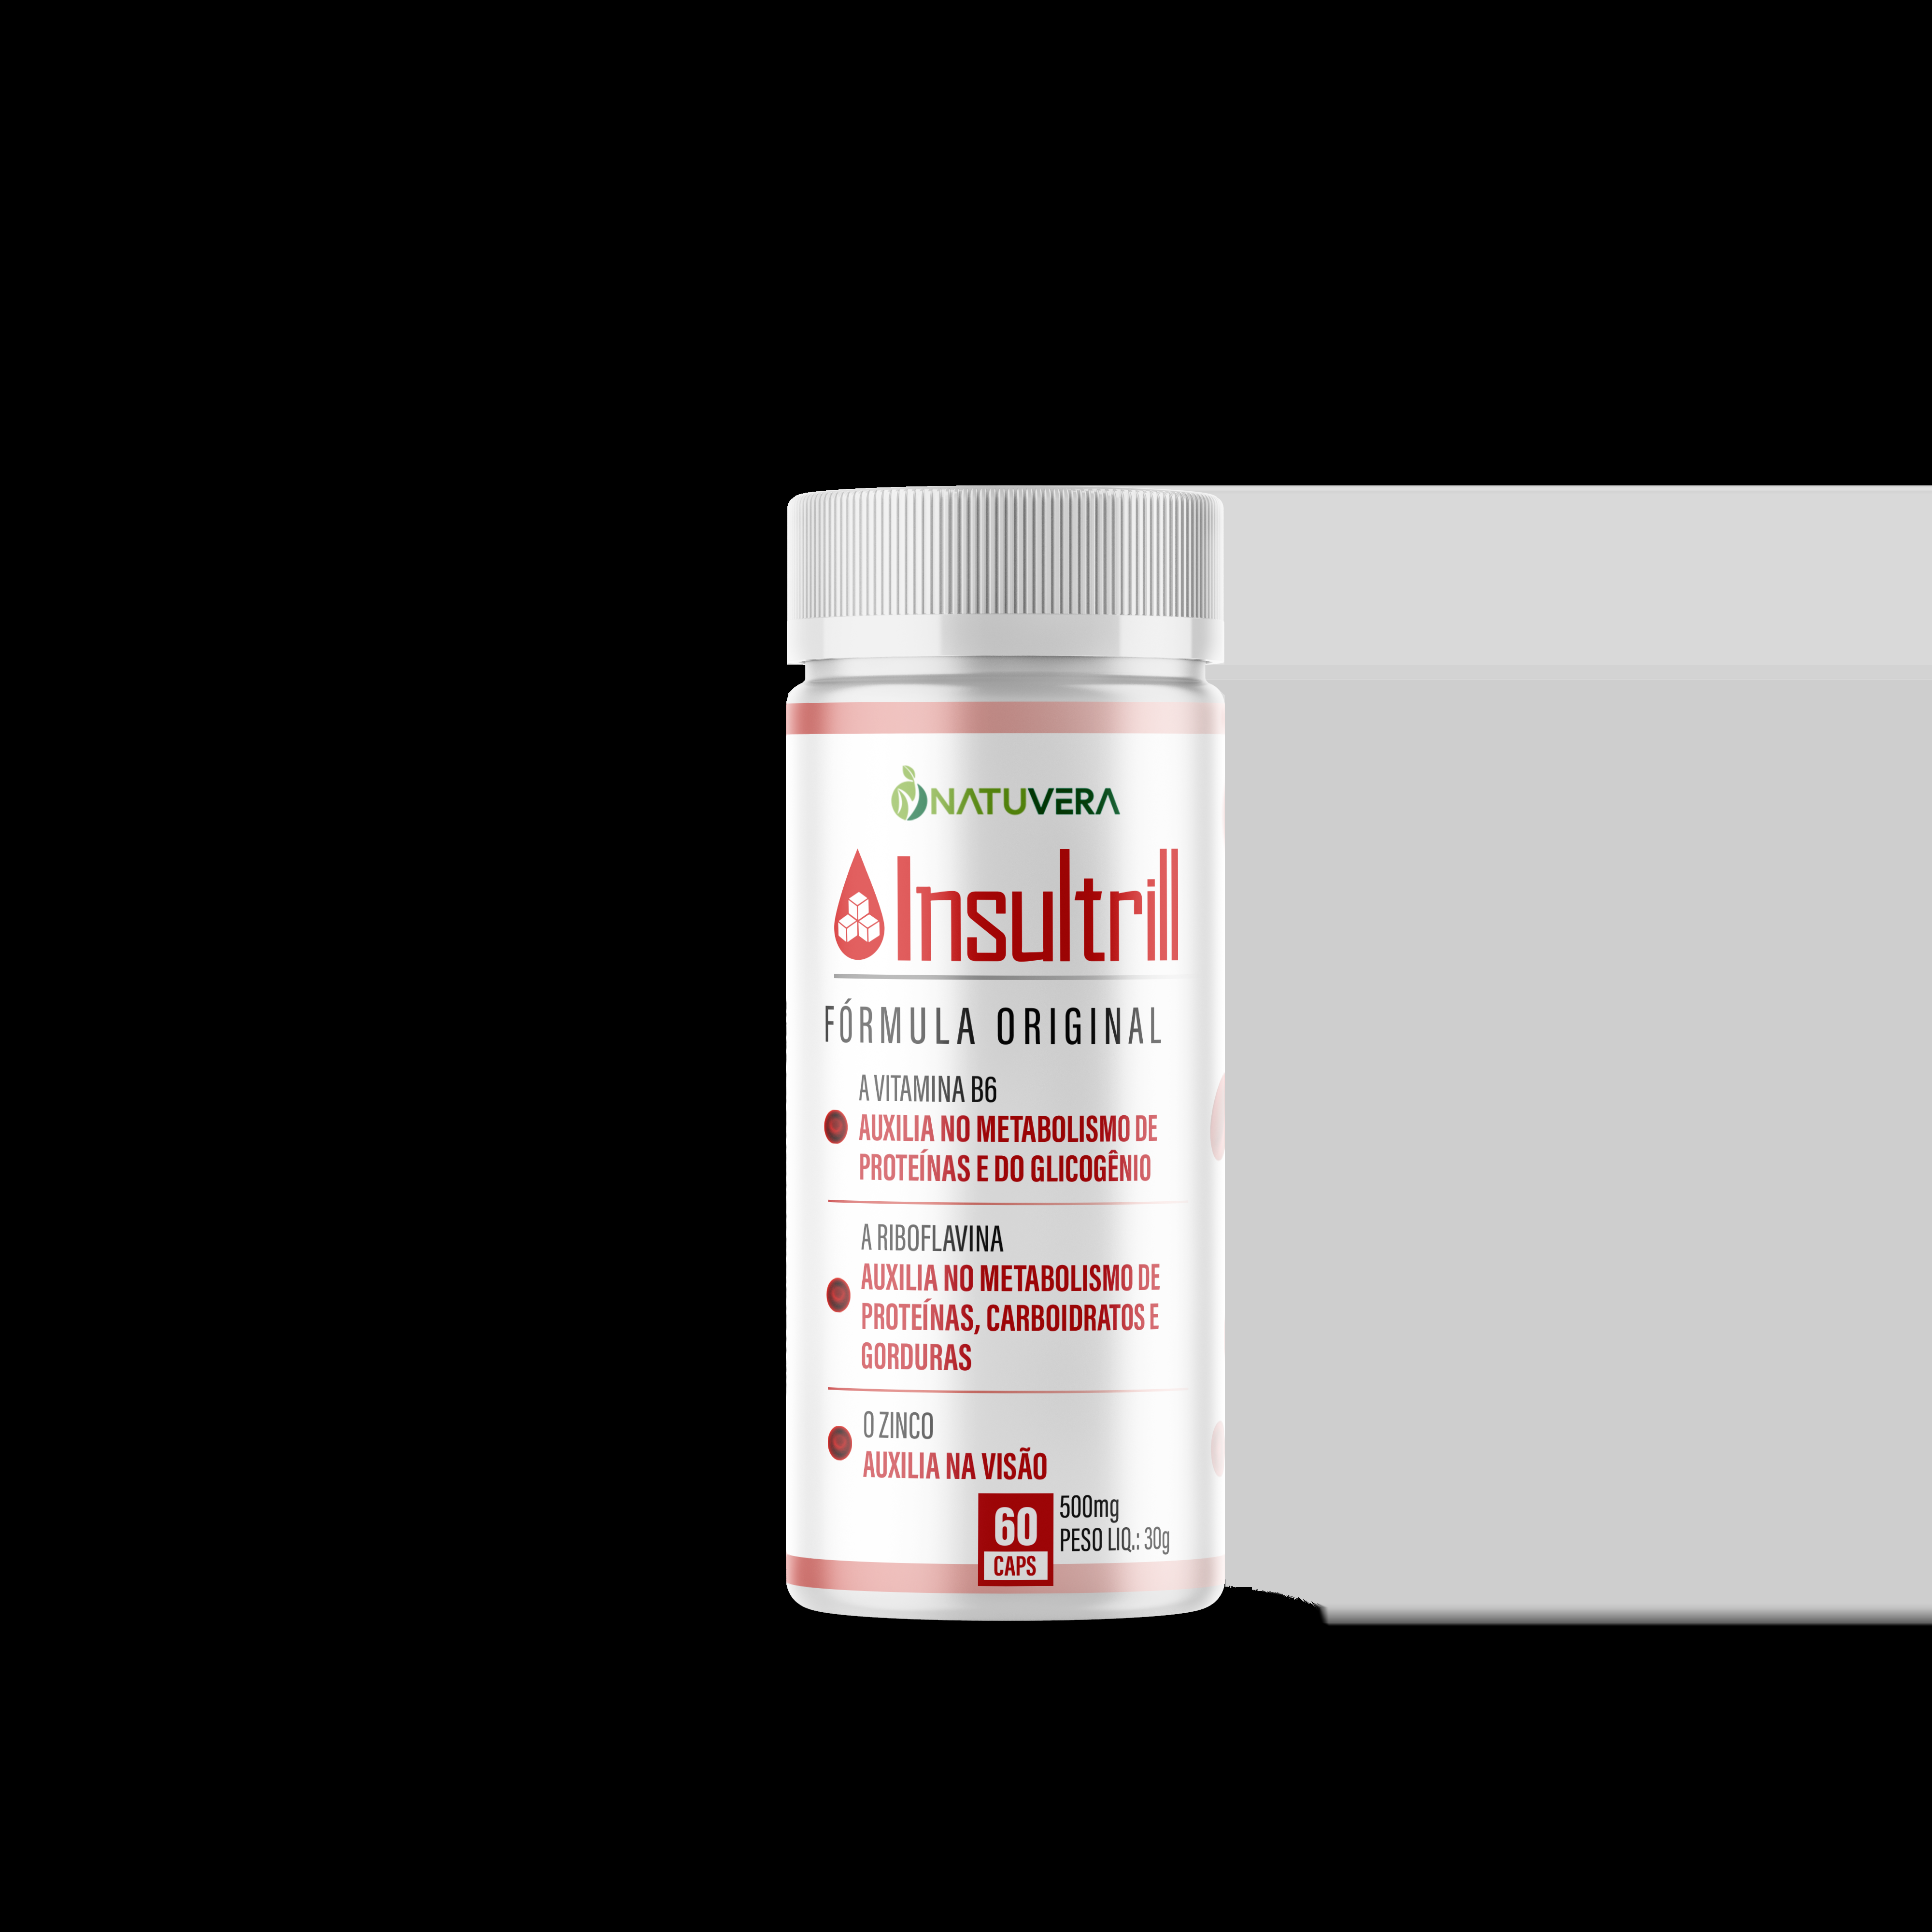 NATUVERA
Insultrill
FÓRMULA ORIGINAL
A VITAMINA B6
AUXILIA NO METABOLISMO DE
PROTEÍNAS E DO GLICOGÊNIO
A RIBOFLAVINA
AUXILIA NO METABOLISMO DE
PROTEÍNAS, CARBOIDRATOS E
GORDURAS
O ZINCO
AUXILIA NA VISÃO
60
CAPS
500mg
PESO LIQ.: 30g